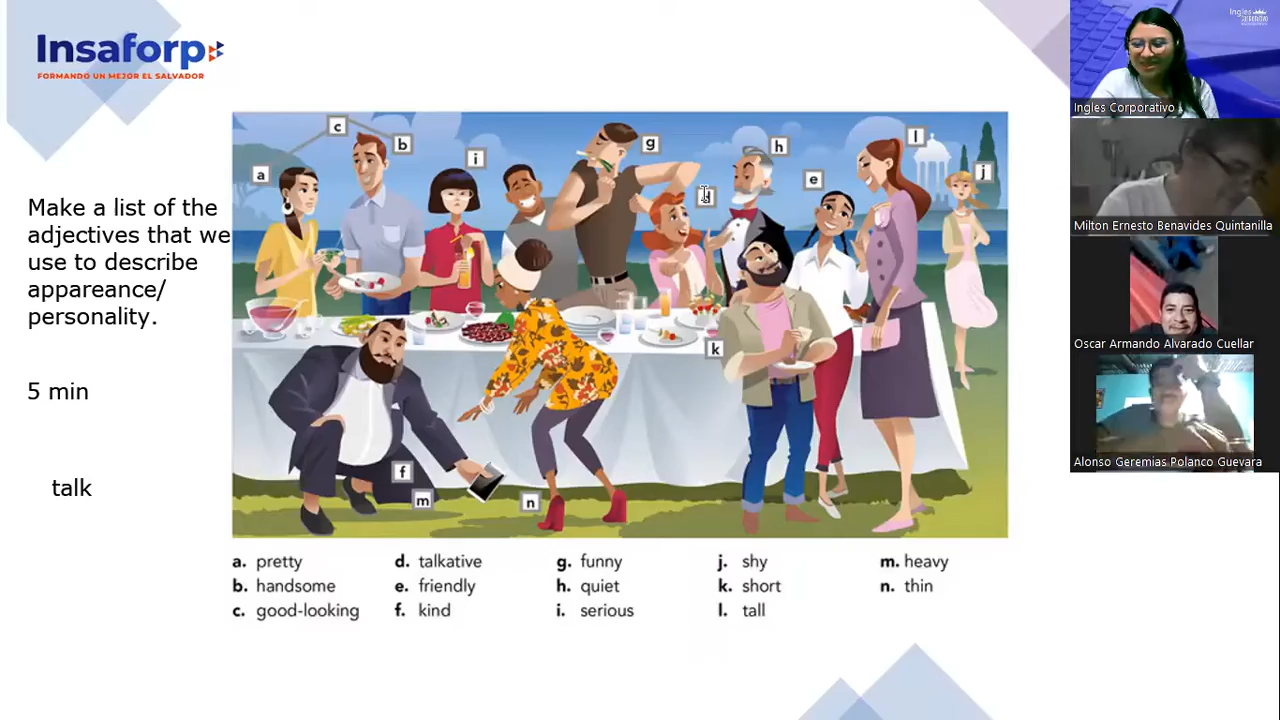 Insaforp
FORMANDO UN MEJOR EL SALVADOR
Make a list of the
adjectives that we
use to describe
appareance/
personality.
5 min
talk
c
b
a
i
g
h
l
e
j
k
f
m
n
a. pretty
b. handsome
c. good-looking
d. talkative
e. friendly
f. kind
g. funny
h. quiet
i. serious
j. shy
k. short
l. tall
m. heavy
n. thin
Ingles
Ingles Corporativo
Milton Ernesto Benavides Quintanilla
Oscar Armando Alvarado Cuellar
Alonso Geremias Polanco Guevara